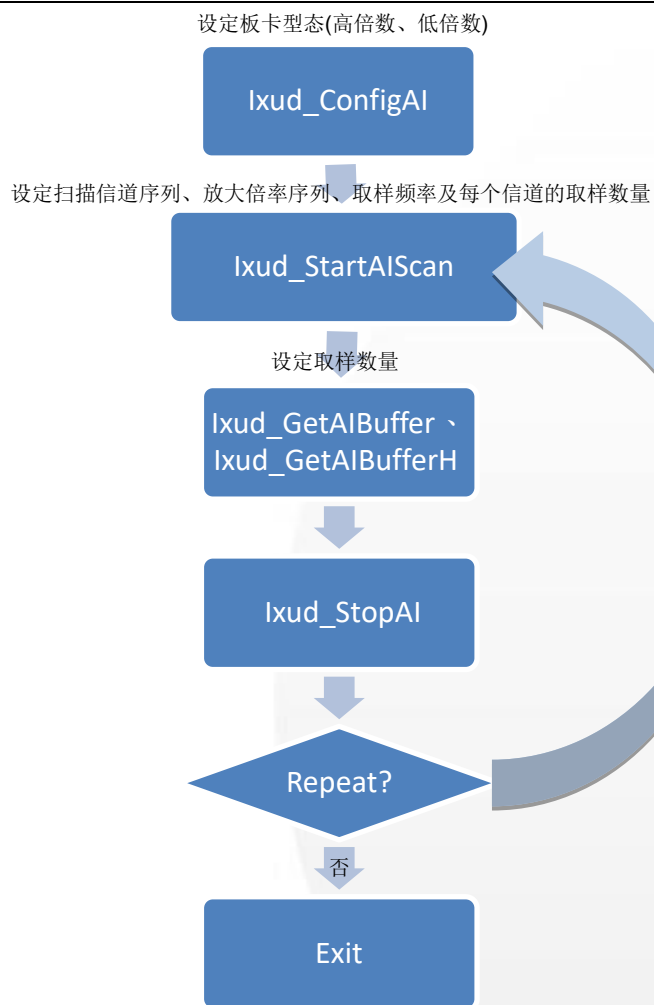 设定板卡型态(高倍数、低倍数)
Ixud_ConfigAI
设定扫描信道序列、放大倍率序列、取样频率及每个信道的取样数量
Ixud_StartAIScan
设定取样数量
Ixud_GetAIBuffer、
Ixud_GetAIBufferH
Ixud_StopAI
Repeat?
否
Exit